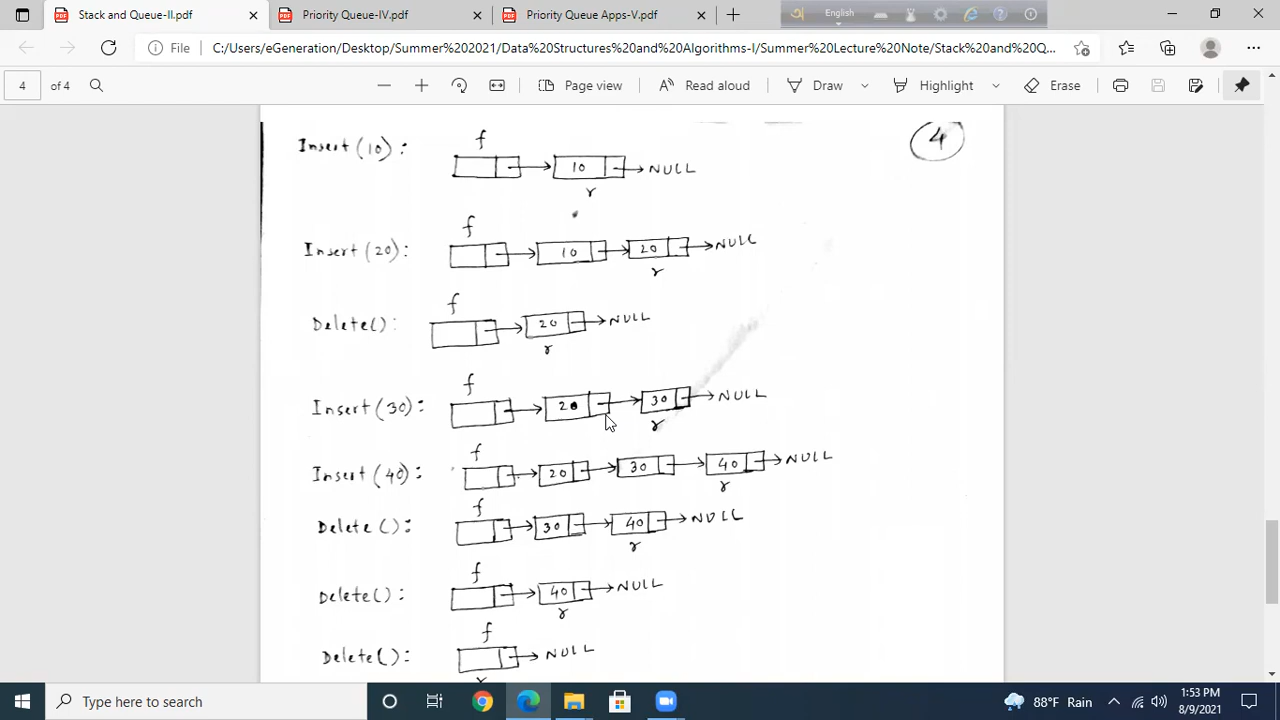 Stack and Queue-II.pdf
Priority Queue-IV.pdf
Priority Queue Apps-V.pdf
English
File
C:/Users/eGeneration/Desktop/Summer%202021/Data%20Structures%20and%20Algorithms-I/Summer%20Lecture%20Note/Stack%20and%20Q...
4 of 4
Page view
Read aloud
Draw
Highlight
Erase
4
f
Insert (10) : 10 → NULL
r
f
Insert (20) : 10 → 20 → NULL
r
f
Delete() : 20 → NULL
r
f
Insert (30) : 20 → 30 → NULL
r
f
Insert (40) : 20 → 30 → 40 → NULL
r
f
Delete () : 30 → 40 → NULL
r
f
Delete() : 40 → NULL
r
f
Delete() : → NULL
Type here to search
88°F Rain
1:53 PM
8/9/2021